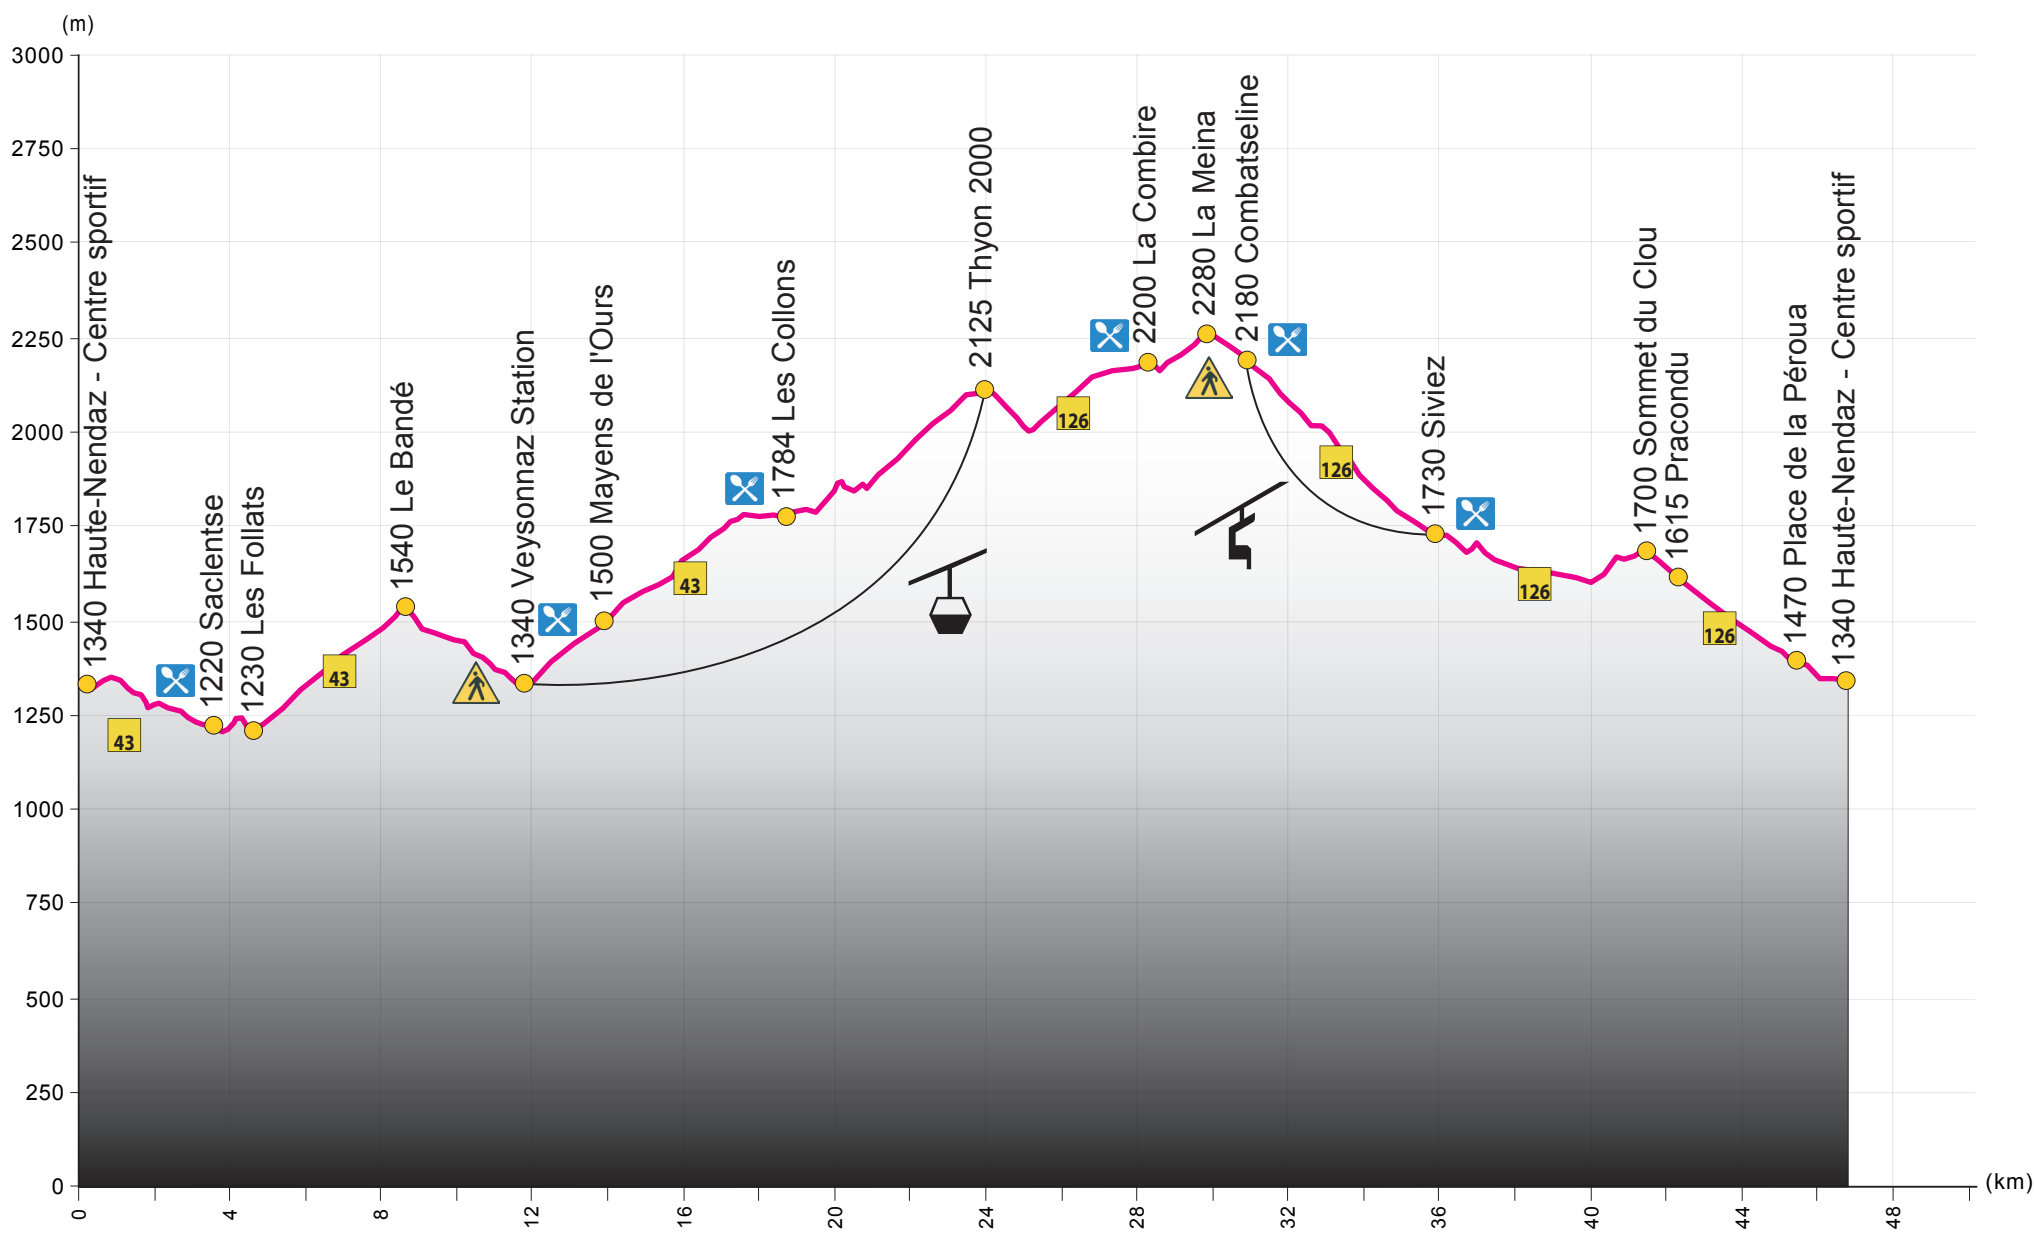 (m)
3000
2750
2500
2250
2000
1750
1500
1250
1000
750
500
250
0
1340 Haute-Nendaz - Centre sportif
1220 Saclentse
1230 Les Follats
1540 Le Bandé
1340 Veysonnaz Station
1500 Mayens de l'Ours
1784 Les Collons
2125 Thyon 2000
2200 La Combire
2280 La Meina
2180 Combatseline
1730 Siviez
1700 Sommet du Clou
1615 Pracondu
1470 Place de la Péroua
1340 Haute-Nendaz - Centre sportif
43
43
43
126
126
126
126
0
4
8
12
16
20
24
28
32
36
40
44
48
(km)